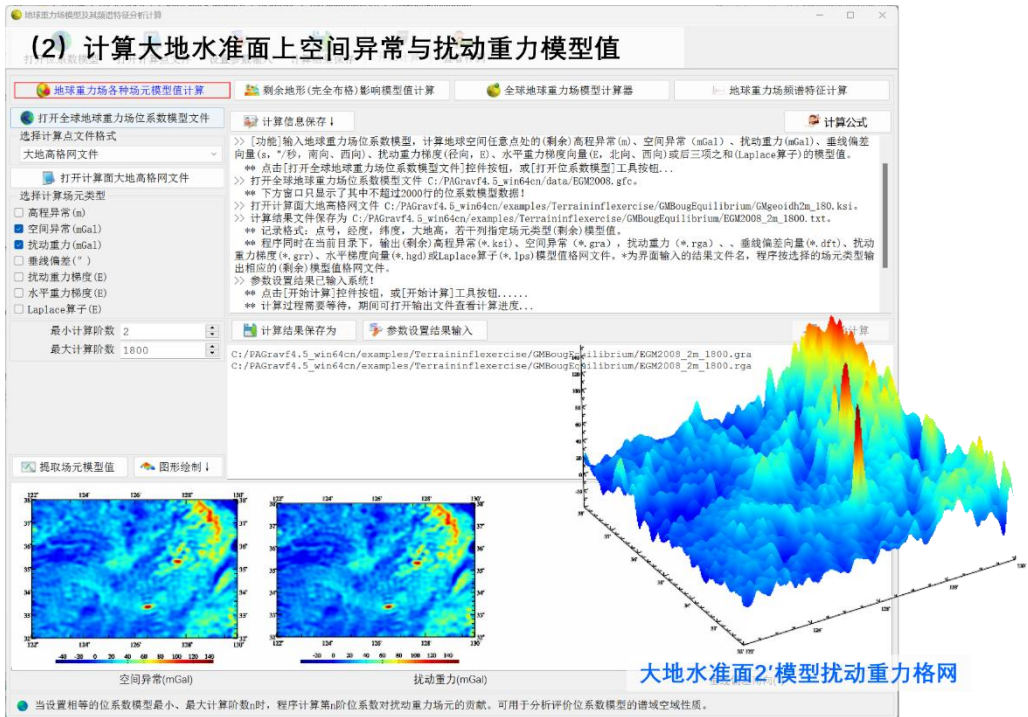 地球重力场模型及其频谱特征分析计算
（2）计算大地水准面上空间异常与扰动重力模型值
地球重力场各种场元模型值计算
剩余地形(完全布格)影响模型值计算
全球地球重力场模型计算器
地球重力场频谱特征计算
打开全球地球重力场位系数模型文件
选择计算点文件格式
大地高格网文件
打开计算面大地高格网文件
选择计算场元类型
高程异常(m)
空间异常(mGal)
扰动重力(mGal)
垂线偏差(″)
扰动重力梯度(E)
水平重力梯度(E)
Laplace算子(E)
最小计算阶数 2
最大计算阶数 1800
提取场元模型值
图形绘制↓
计算信息保存↓
计算公式
>> [功能]输入地球重力场位系数模型，计算地球空间任意点处的(剩余)高程异常(m)、空间异常（mGal）、扰动重力(mGal)、垂线偏差
向量(s，″/秒，南向、西向)、扰动重力梯度(径向，E)、水平重力梯度向量(E，北向、西向)或后三项之和(Laplace算子)的模型值。
** 点击[打开全球地球重力场位系数模型文件]控件按钮，或[打开位系数模型]工具按钮...
>> 打开全球地球重力场位系数模型文件 C:/PAGravf4.5_win64cn/data/EGM2008.gfc。
** 下方窗口只显示了其中不超过2000行的位系数模型数据！
>> 打开计算面大地高格网文件 C:/PAGravf4.5_win64cn/examples/Terraininflexercise/GMBougEquilibrium/GMgeoidh2m_180.ksi。
>> 计算结果文件保存为 C:/PAGravf4.5_win64cn/examples/Terraininflexercise/GMBougEquilibrium/EGM2008_2m_1800.txt。
** 记录格式：点号，经度，纬度，大地高，若干列指定场元类型(剩余)模型值。
** 程序同时在当前目录下，输出(剩余)高程异常(*.ksi)、空间异常（*.gra），扰动重力（*.rga）、、垂线偏差向量(*.dft)、扰动
重力梯度(*.grr)、水平梯度向量(*.hgd)或Laplace算子(*.lps)模型值格网文件。*为界面输入的结果文件名，程序按选择的场元类型输
出相应的(剩余)模型值格网文件。
>> 参数设置结果已输入系统！
** 点击[开始计算]控件按钮，或[开始计算]工具按钮......
** 计算过程需要等待，期间可打开输出文件查看计算进度...
计算结果保存为
参数设置结果输入
C:/PAGravf4.5_win64cn/examples/Terraininflexercise/GMBougEquilibrium/EGM2008_2m_1800.gra
C:/PAGravf4.5_win64cn/examples/Terraininflexercise/GMBougEquilibrium/EGM2008_2m_1800.rga
122° 124° 126° 128° 130°
-40 -20 0 20 40 60 80 100 120 140
空间异常(mGal)
122° 124° 126° 128° 130°
-20 0 20 40 60 80 100 120 140
扰动重力(mGal)
大地水准面2′模型扰动重力格网
当设置相等的位系数模型最小、最大计算阶数n时，程序计算第n阶位系数对扰动重力场元的贡献。可用于分析评价位系数模型的谱域空域性质。